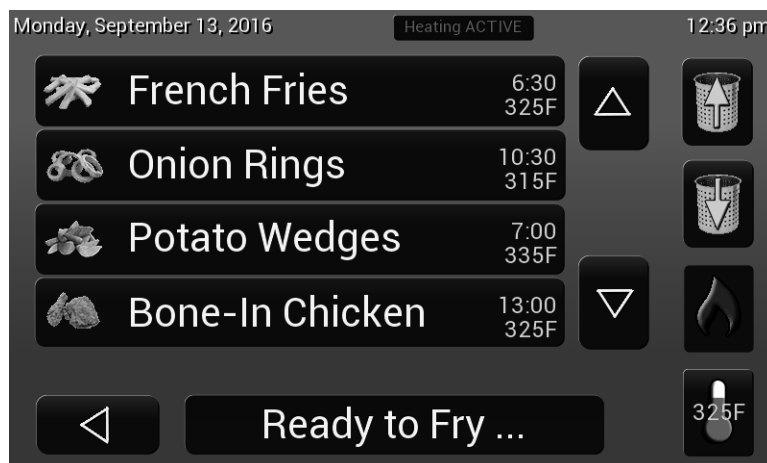 Monday, September 13, 2016 Heating ACTIVE 12:36 pm
French Fries 6:30
325F
Onion Rings 10:30
315F
Potato Wedges 7:00
335F
Bone-In Chicken 13:00
325F
325F
Ready to Fry ...